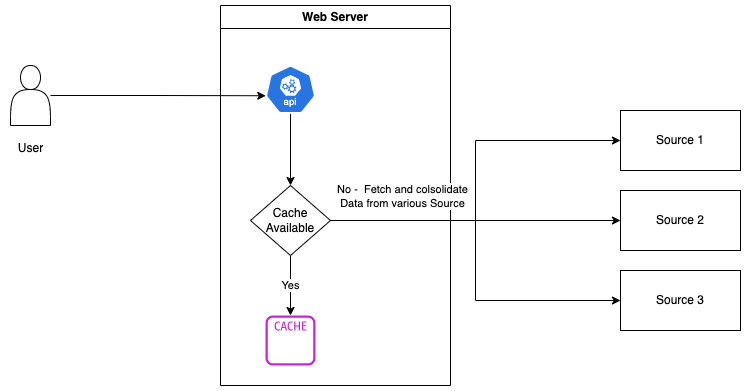 Web Server
api
User
No -  Fetch and colsolidate
Data from various Source
Source 1
Cache
Available
Source 2
Yes
Source 3
CACHE